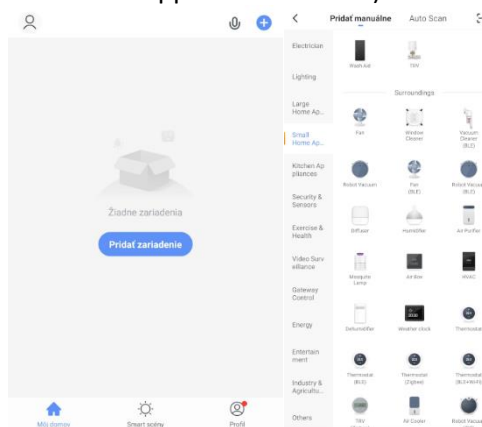 Žiadne zariadenia
Pridať zariadenie
Môj domov
Smart scény
Profil
Pridať manuálne
Auto Scan
Electrician
Lighting
Large
Home Ap...
Small
Home Ap...
Kitchen Ap
pliances
Security &
Sensors
Exercise &
Health
Video Surv
eillance
Gateway
Control
Energy
Entertain
ment
Industry &
Agricultu...
Others
TRV
Surroundings
Fan
Window
Cleaner
Vacuum
Cleaner
(BLE)
Robot Vacuum
Fan
(BLE)
Robot Vacuum
(BLE)
Diffuser
Humidifier
Air Purifier
Mosquito
Lamp
Air Box
HVAC
Dehumidifier
Weather clock
Thermostat
Thermostat
(BLE)
Thermostat
(Zigbee)
Thermostat
(BLE+Wi-Fi)
TRV
Air Cooler
Robot Vacuum